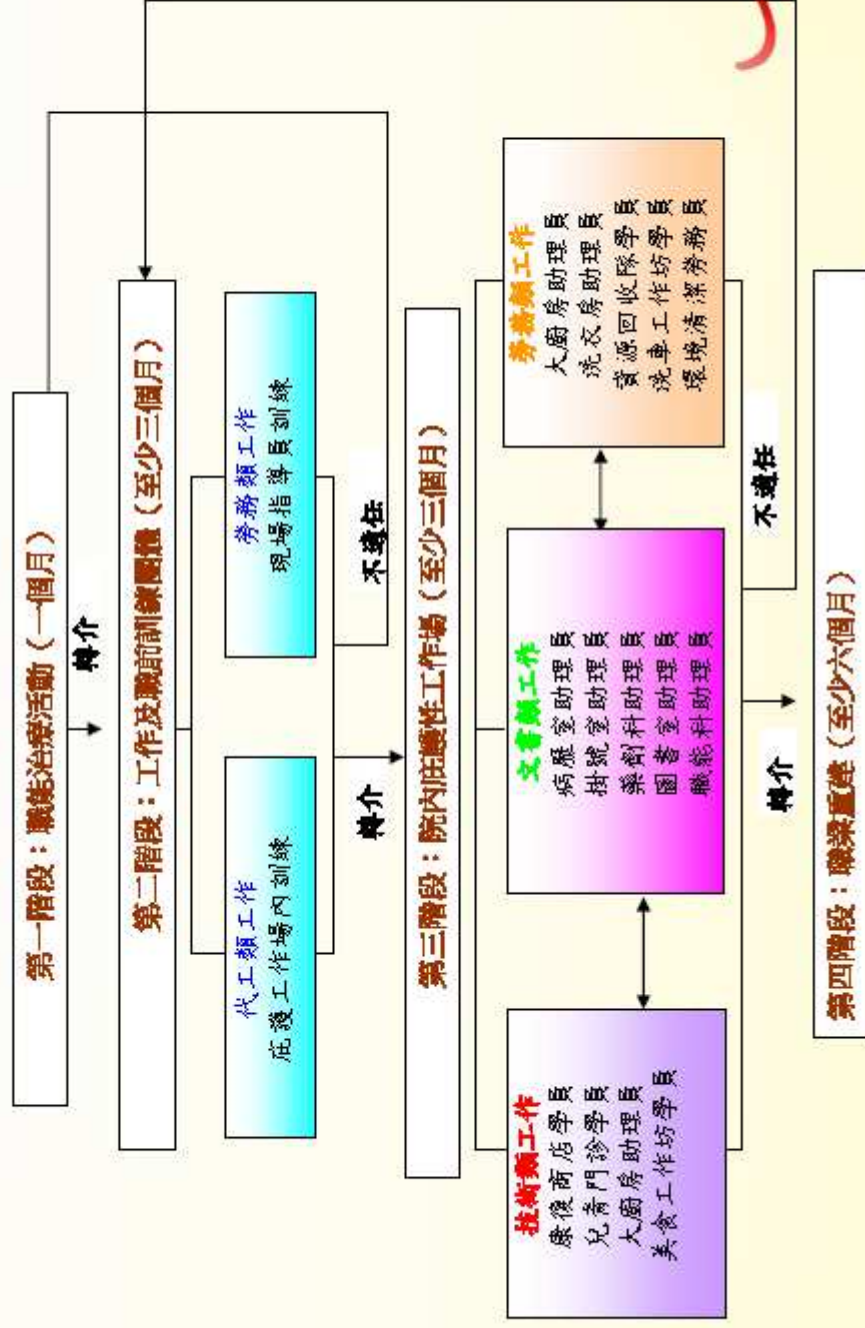 第一階段：職能治療活動（一個月）
轉介
第二階段：工作及職前訓練團體（至少三個月）
代工類工作
庇護工作場內訓練
勞務類工作
現場指導員訓練
轉介
不適任
第三階段：院內庇護性工作場（至少三個月）
技術類工作
康復商店學員
兒青門診學員
大廚房助理員
美食工作坊學員
文書類工作
病歷室助理員
掛號室助理員
藥劑科助理員
圖書室助理員
職能科助理員
勞務類工作
大廚房助理員
洗衣房助理員
資源回收隊學員
洗車工作坊學員
環境清潔勞務員
轉介
不適任
第四階段：職業重建（至少六個月）